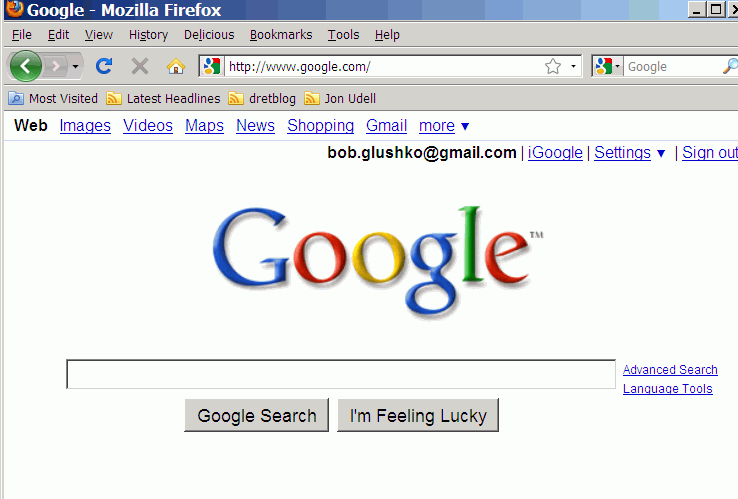 Google - Mozilla Firefox
File Edit View History Delicious Bookmarks Tools Help
http://www.google.com/ Google
Most Visited Latest Headlines dretblog Jon Udell
Web Images Videos Maps News Shopping Gmail more ▼
bob.glushko@gmail.com | iGoogle | Settings ▼ | Sign out
Google™
Advanced Search
Language Tools
Google Search I'm Feeling Lucky